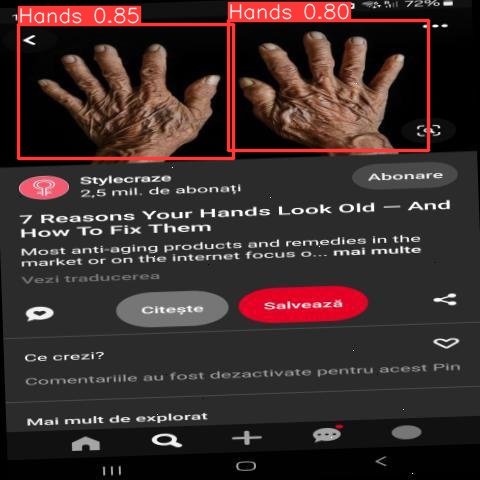 Hands 0.85
Hands 0.80
72%
Stylecraze
2,5 mil. de abonați
Abonare
7 Reasons Your Hands Look Old — And
How To Fix Them
Most anti-aging products and remedies in the
market or on the internet focus o... mai multe
Vezi traducerea
Citește
Salvează
Ce crezi?
Comentariile au fost dezactivate pentru acest Pin
Mai mult de explorat